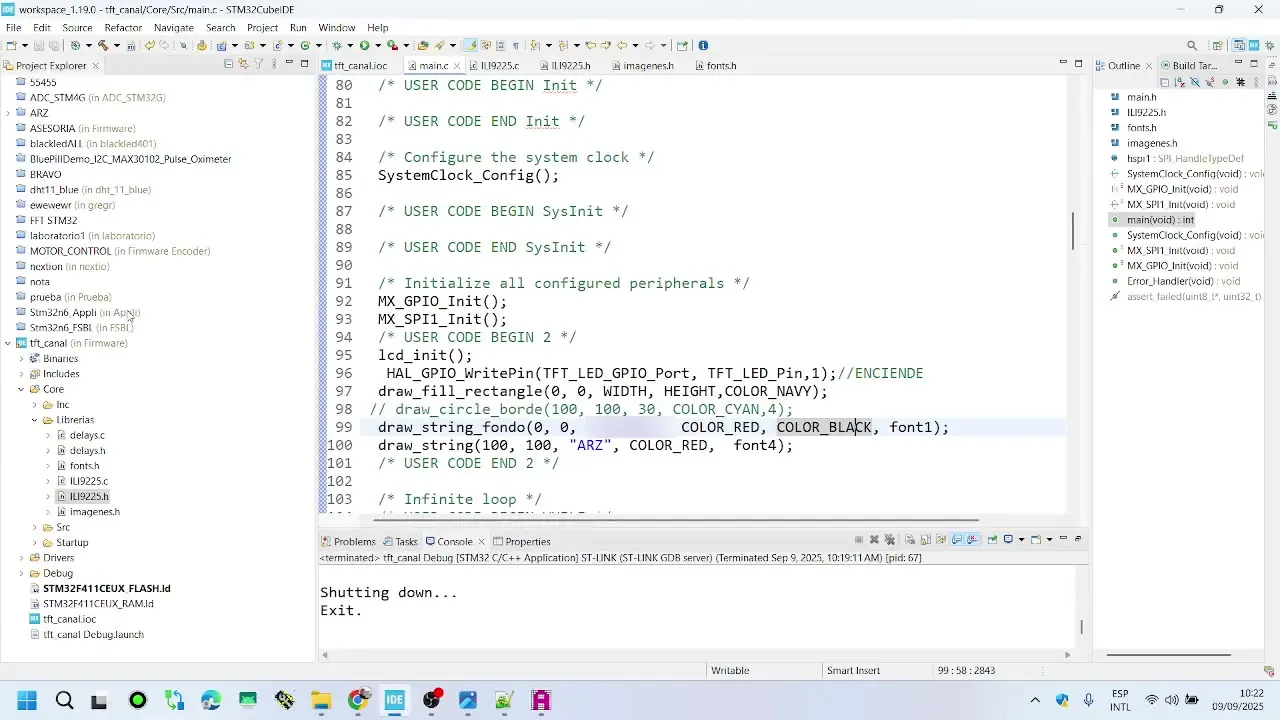 workspace_1.19.0 - tft_canal/Core/Src/main.c - STM32CubeIDE
File Edit Source Refactor Navigate Search Project Run Window Help
Project Explorer
tft_canal.ioc main.c ILI9225.c ILI9225.h imagenes.h fonts.h
Outline Build Tar...
55455
ADC_STM4G (in ADC_STM32G)
ARZ
ASESORIA (in Firmware)
blackledALL (in blackled401)
BluePillDemo_I2C_MAX30102_Pulse_Oximeter
BRAVO
dht11_blue (in dht_11_blue)
ewewewr (in gregr)
FFT STM32
laboratorio1 (in laboratorio)
MOTOR_CONTROL (in Firmware Encoder)
nextion (in nextio)
nota
prueba (in Prueba)
Stm32n6_Appli (in Appli)
Stm32n6_FSBL (in FSBL)
tft_canal (in Firmware)
Binaries
Includes
Core
Inc
Librerias
delays.c
delays.h
fonts.h
ILI9225.c
ILI9225.h
imagenes.h
Src
Startup
Drivers
Debug
STM32F411CEUX_FLASH.ld
STM32F411CEUX_RAM.ld
tft_canal.ioc
tft_canal Debug.launch
80 /* USER CODE BEGIN Init */
81
82 /* USER CODE END Init */
83
84 /* Configure the system clock */
85 SystemClock_Config();
86
87 /* USER CODE BEGIN SysInit */
88
89 /* USER CODE END SysInit */
90
91 /* Initialize all configured peripherals */
92 MX_GPIO_Init();
93 MX_SPI1_Init();
94 /* USER CODE BEGIN 2 */
95 lcd_init();
96 HAL_GPIO_WritePin(TFT_LED_GPIO_Port, TFT_LED_Pin,1);//ENCIENDE
97 draw_fill_rectangle(0, 0, WIDTH, HEIGHT,COLOR_NAVY);
98 // draw_circle_borde(100, 100, 30, COLOR_CYAN,4);
99 draw_string_fondo(0, 0, COLOR_RED, COLOR_BLACK, font1);
100 draw_string(100, 100, "ARZ", COLOR_RED, font4);
101 /* USER CODE END 2 */
102
103 /* Infinite loop */
main.h
ILI9225.h
fonts.h
imagenes.h
hspi1 : SPI_HandleTypeDef
SystemClock_Config(void) : voi
MX_GPIO_Init(void) : void
MX_SPI1_Init(void) : void
main(void) : int
SystemClock_Config(void) : voi
MX_SPI1_Init(void) : void
MX_GPIO_Init(void) : void
Error_Handler(void) : void
assert_failed(uint8_t*, uint32_t) :
Problems Tasks Console Properties
<terminated> tft_canal Debug [STM32 C/C++ Application] ST-LINK (ST-LINK GDB server) (Terminated Sep 9, 2025, 10:19:11 AM) [pid: 67]
Shutting down...
Exit.
Writable Smart Insert 99 : 58 : 2843
IDE
ESP
INTL
10:22
09/09/2025